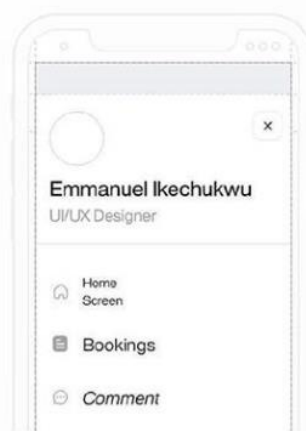 Emmanuel Ikechukwu
UI/UX Designer
Home
Screen
Bookings
Comment